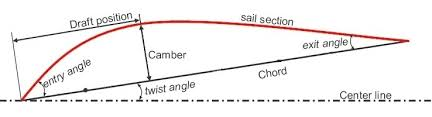 Draft position
sail section
exit angle
Camber
entry angle
Chord
twist angle
Center line